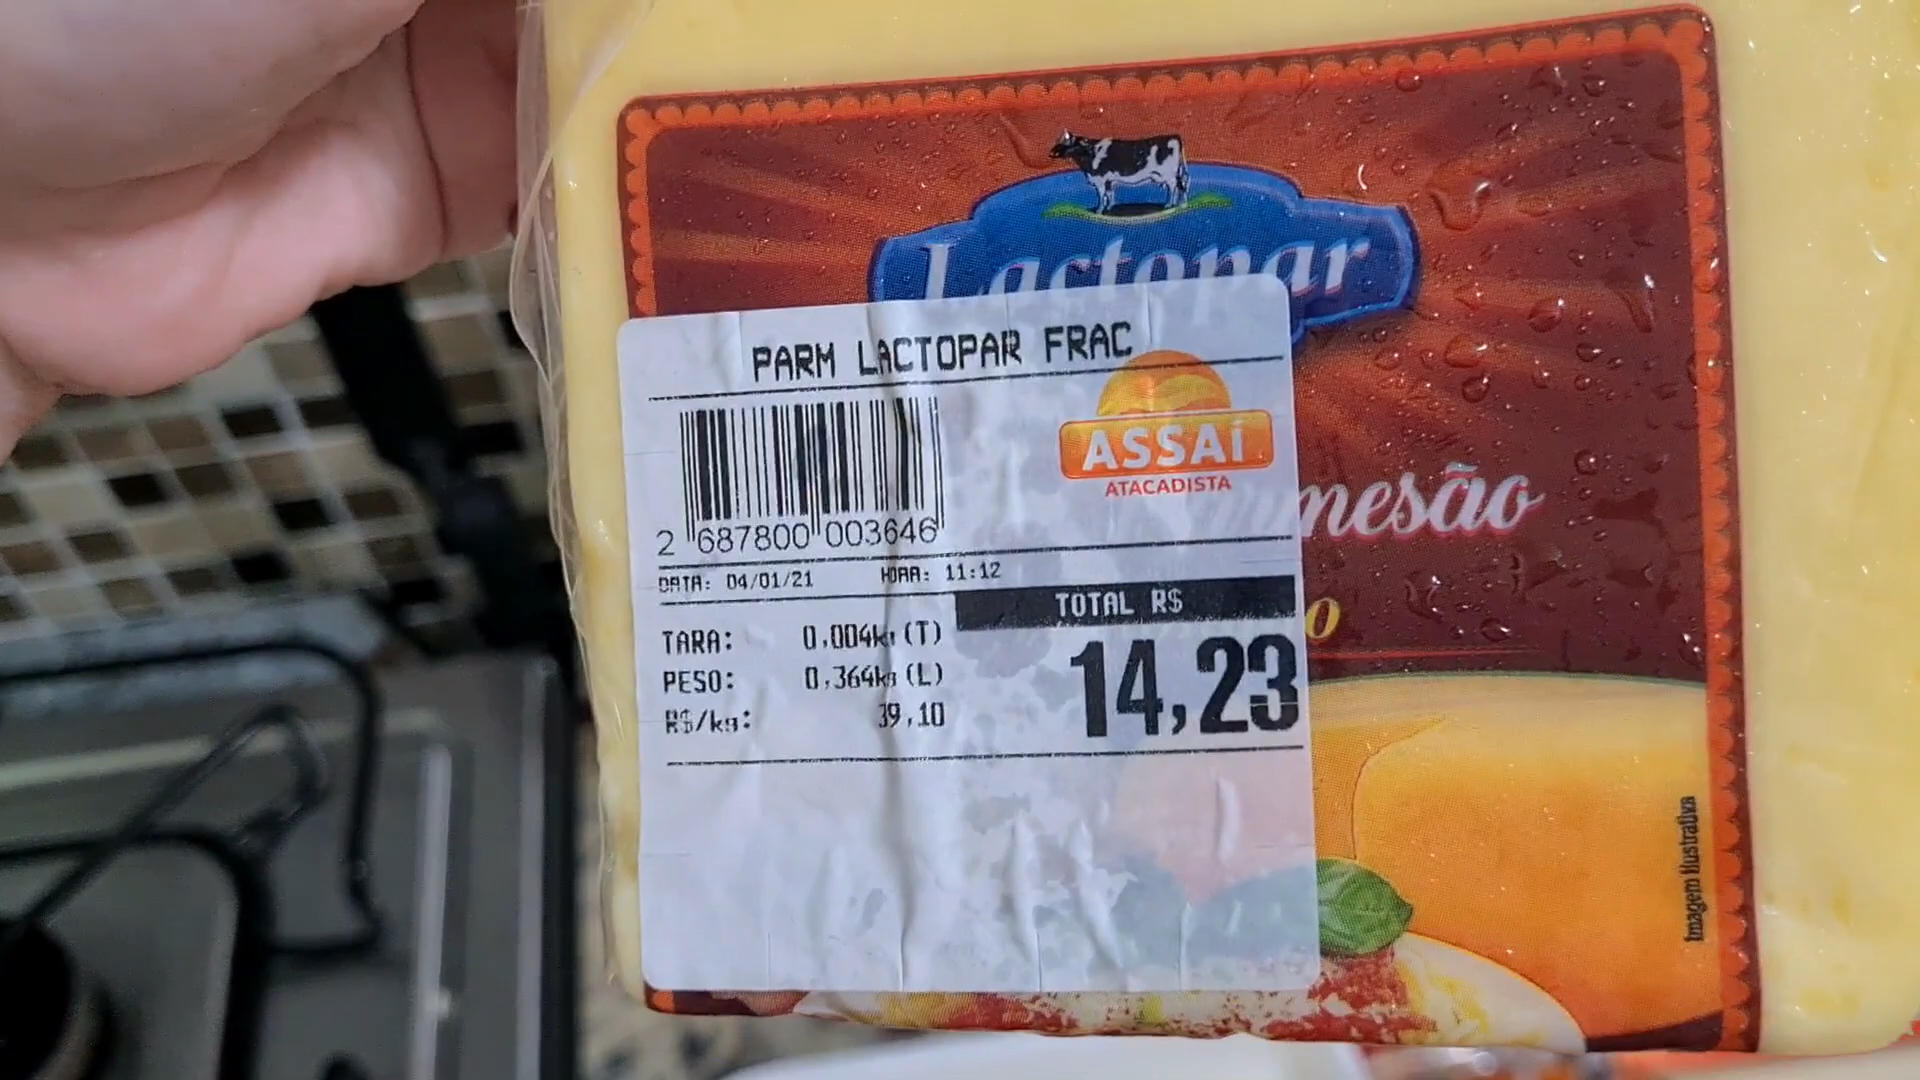 Lactopar
PARM LACTOPAR FRAC
ASSAÍ
ATACADISTA
mesão
2 687800 003646
DATA: 04/01/21 HORA: 11:12
TOTAL R$
TARA: 0,004kg (T)
PESO: 0,364kg (L)
R$/kg: 39,10
14,23
o
Imagem Ilustrativa